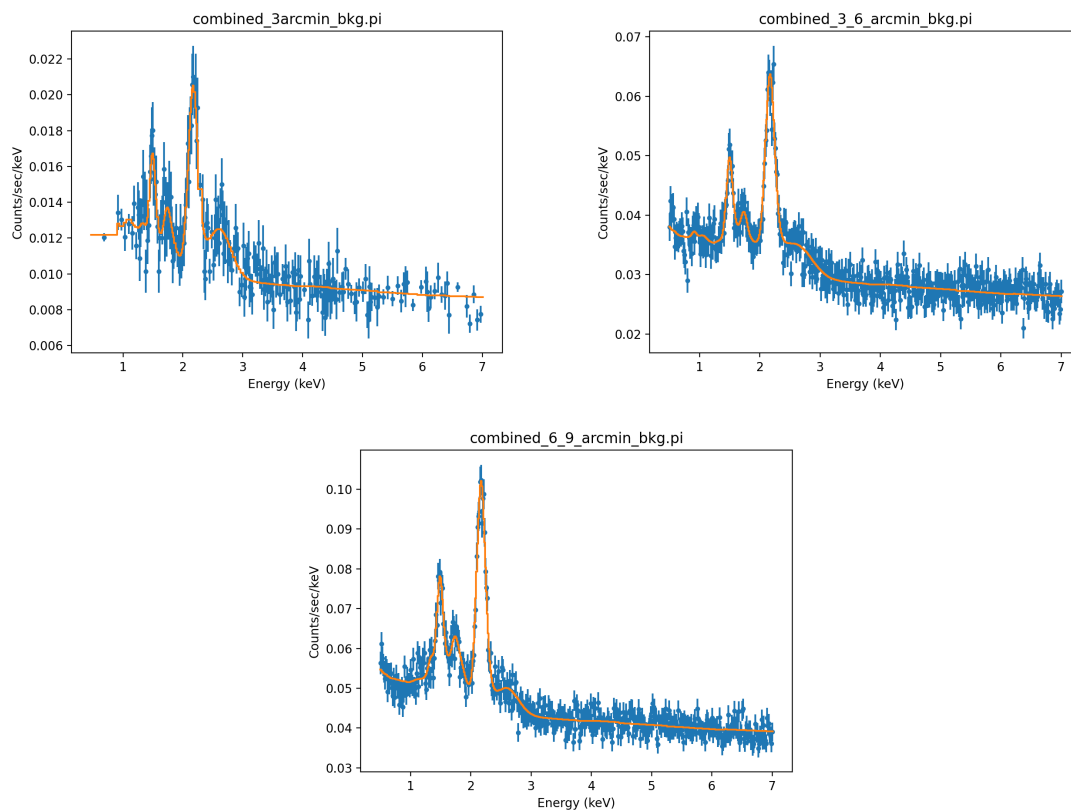 combined_3arcmin_bkg.pi
0.022
0.020
0.018
0.016
0.014
0.012
0.010
0.008
0.006
Counts/sec/keV
1 2 3 4 5 6 7
Energy (keV)
combined_3_6_arcmin_bkg.pi
0.07
0.06
0.05
0.04
0.03
0.02
Counts/sec/keV
1 2 3 4 5 6 7
Energy (keV)
combined_6_9_arcmin_bkg.pi
0.10
0.09
0.08
0.07
0.06
0.05
0.04
0.03
Counts/sec/keV
1 2 3 4 5 6 7
Energy (keV)